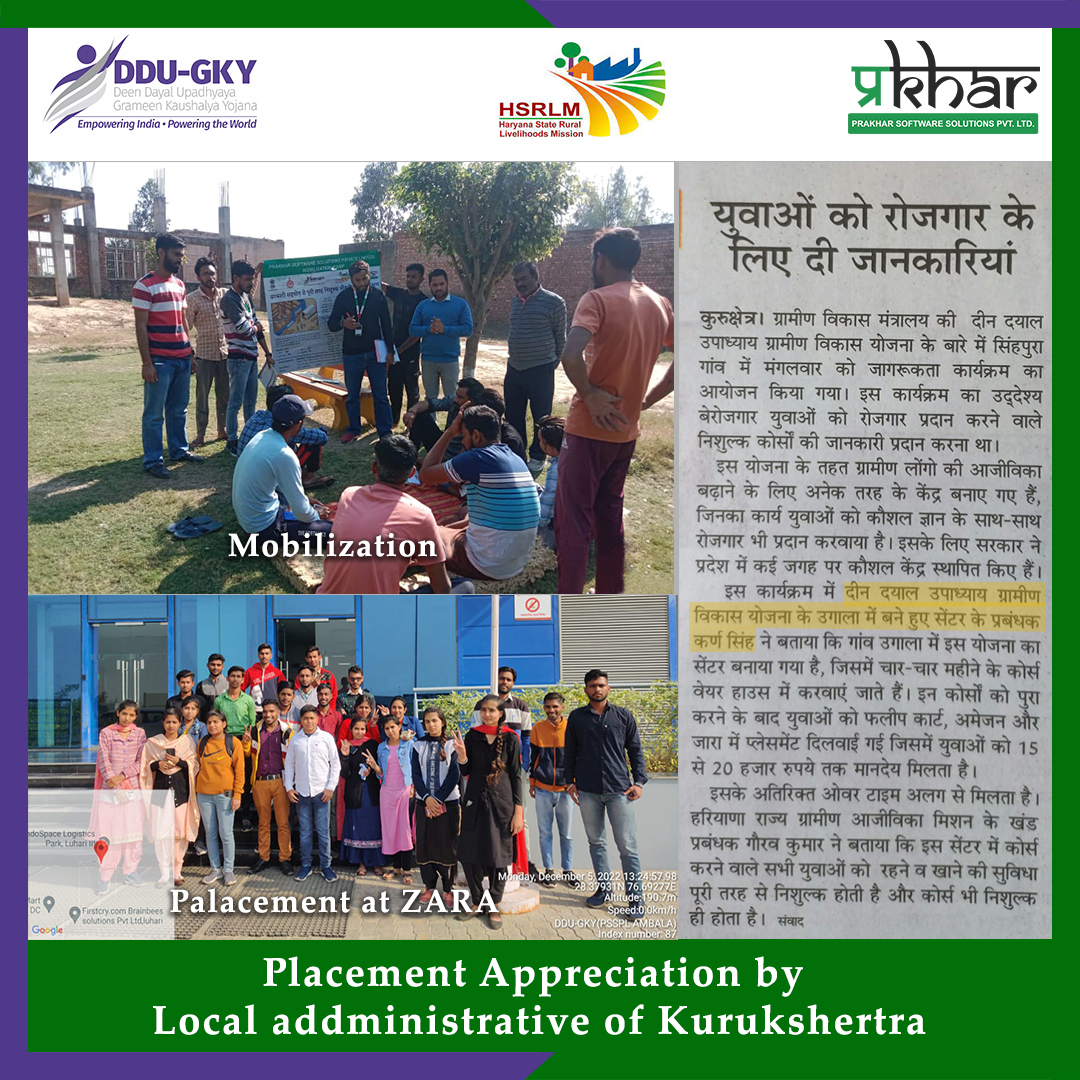 DDU-GKY
Deen Dayal Upadhyaya
Grameen Kaushalya Yojana
Empowering India • Powering the World
HSRLM
Haryana State Rural
Livelihoods Mission
प्रkhar
PRAKHAR SOFTWARE SOLUTIONS PVT. LTD.
PRAKHAR SOFTWARE SOLUTIONS PRIVATE LIMITED
Mobilization
युवाओं को रोजगार के
लिए दी जानकारियां
कुरुक्षेत्र। ग्रामीण विकास मंत्रालय की दीन दयाल
उपाध्याय ग्रामीण विकास योजना के बारे में सिंहपुरा
गांव में मंगलवार को जागरूकता कार्यक्रम का
आयोजन किया गया। इस कार्यक्रम का उद्देश्य
बेरोजगार युवाओं को रोजगार प्रदान करने वाले
निशुल्क कोर्सों की जानकारी प्रदान करना था।
इस योजना के तहत ग्रामीण लोंगो की आजीविका
बढ़ाने के लिए अनेक तरह के केंद्र बनाए गए हैं,
जिनका कार्य युवाओं को कौशल ज्ञान के साथ-साथ
रोजगार भी प्रदान करवाया है। इसके लिए सरकार ने
प्रदेश में कई जगह पर कौशल केंद्र स्थापित किए हैं।
इस कार्यक्रम में दीन दयाल उपाध्याय ग्रामीण
विकास योजना के उगाला में बने हुए सेंटर के प्रबंधक
कर्ण सिंह ने बताया कि गांव उगाला में इस योजना का
सेंटर बनाया गया है, जिसमें चार-चार महीने के कोर्स
वेयर हाउस में करवाएं जाते हैं। इन कोर्सों को पुरा
करने के बाद युवाओं को फलीप कार्ट, अमेजन और
जारा में प्लेसमेंट दिलवाई गई जिसमें युवाओं को 15
से 20 हजार रुपये तक मानदेय मिलता है।
इसके अतिरिक्त ओवर टाइम अलग से मिलता है।
हरियाणा राज्य ग्रामीण आजीविका मिशन के खंड
प्रबंधक गौरव कुमार ने बताया कि इस सेंटर में कोर्स
करने वाले सभी युवाओं को रहने व खाने की सुविधा
पूरी तरह से निशुल्क होती है और कोर्स भी निशुल्क
ही होता है। संवाद
ndoSpace Logistics
Park, Luhari II
mart
DC
Firstcry.com Brainbees
solutions Pvt Ltd,luhari
Google
Monday, December 5, 2022 13:24:57.98
28.37931N 76.69277E
Altitude:190.7m
Speed:0.0km/h
DDU-GKY(PSSPL AMBALA)
Index number: 87
Palacement at ZARA
Placement Appreciation by
Local addministrative of Kurukshertra